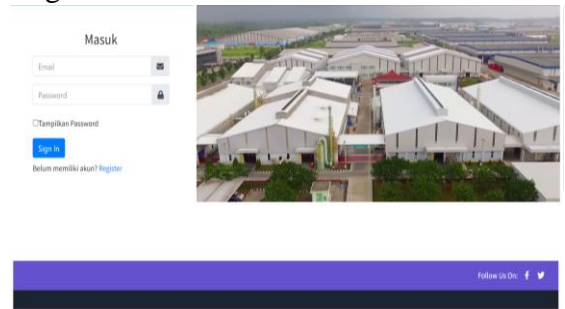 Masuk
Email
Password
Tampilkan Password
Sign In
Belum memiliki akun? Register
Follow Us On: